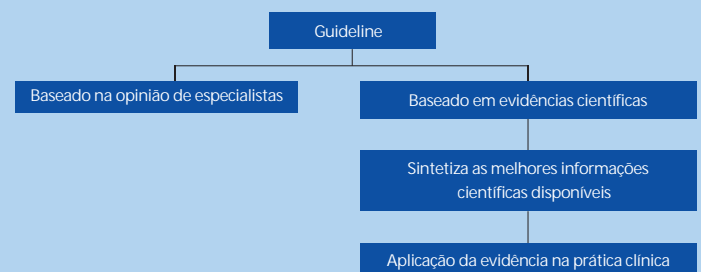 Guideline
Baseado na opinião de especialistas
Baseado em evidências científicas
Sintetiza as melhores informações
científicas disponíveis
Aplicação da evidência na prática clínica